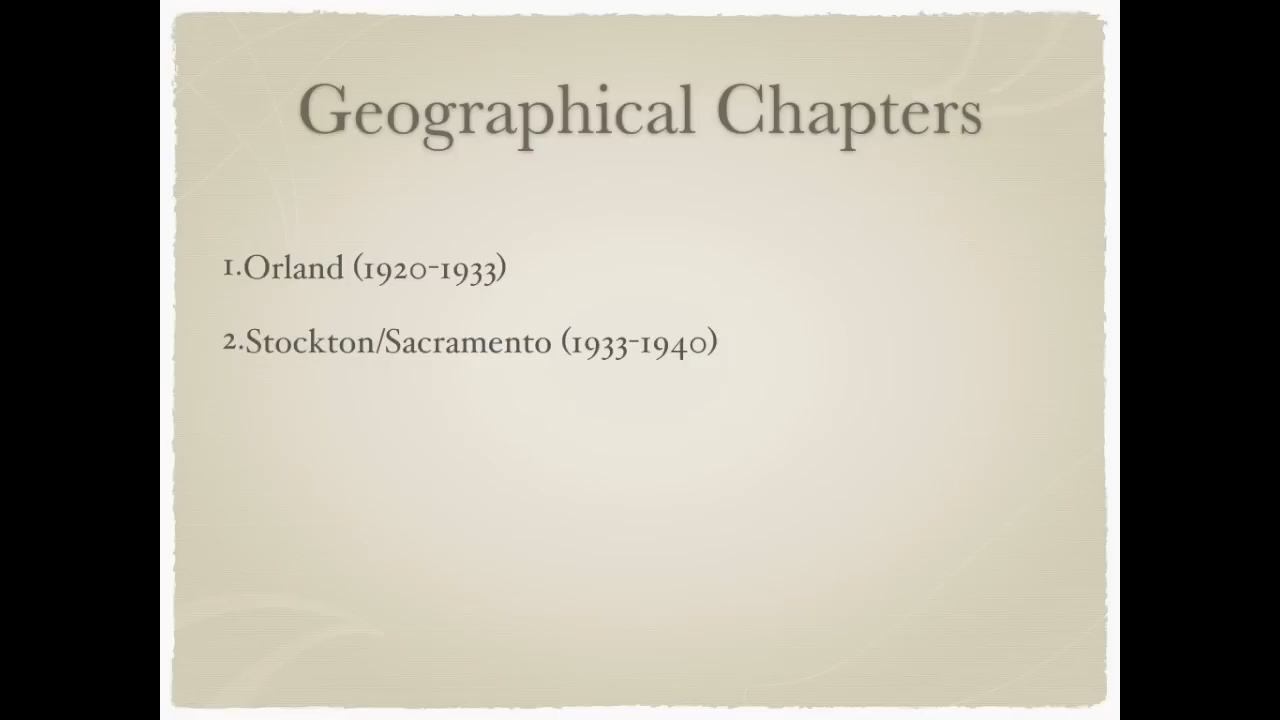 Geographical Chapters
1.Orland (1920-1933)
2.Stockton/Sacramento (1933-1940)